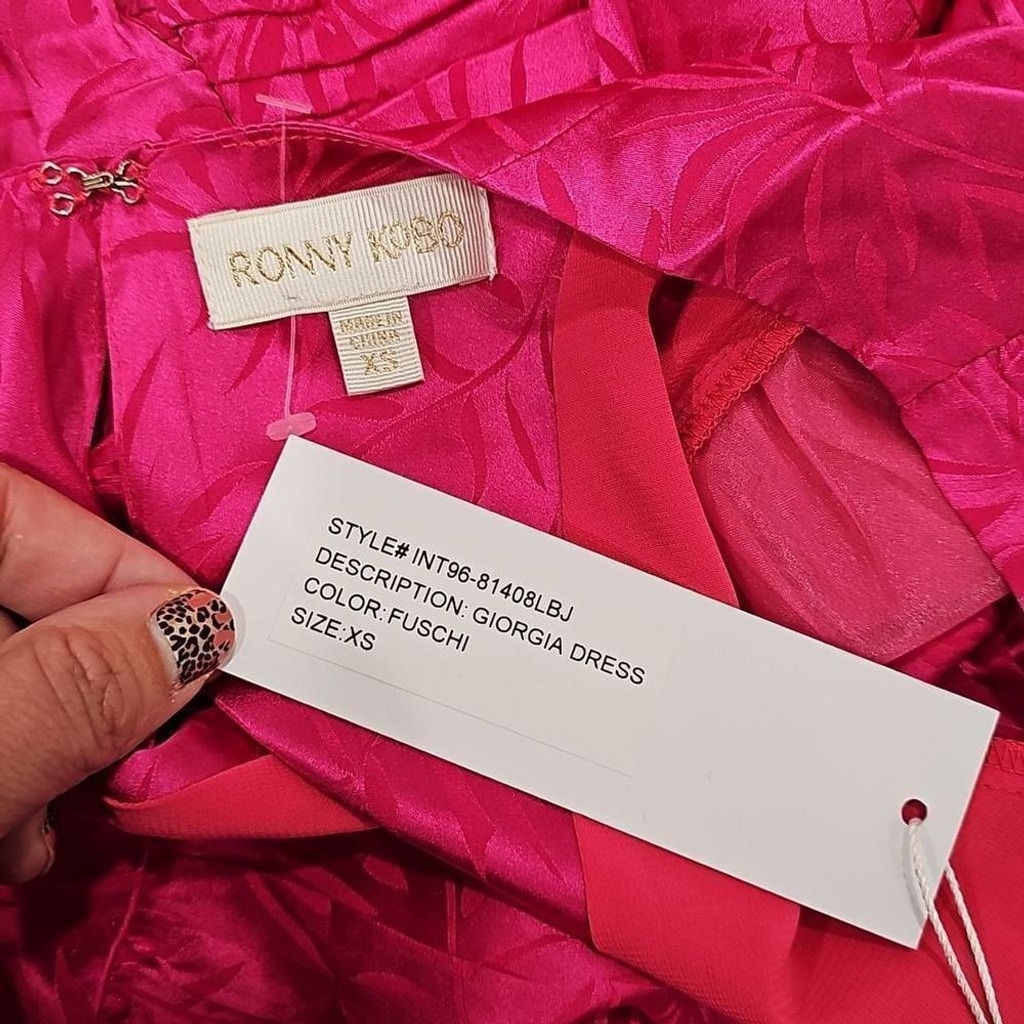 RONNY KOBO
MADE IN
CHINA
XS
STYLE# INT96-81408LBJ
DESCRIPTION: GIORGIA DRESS
COLOR:FUSCHI
SIZE:XS